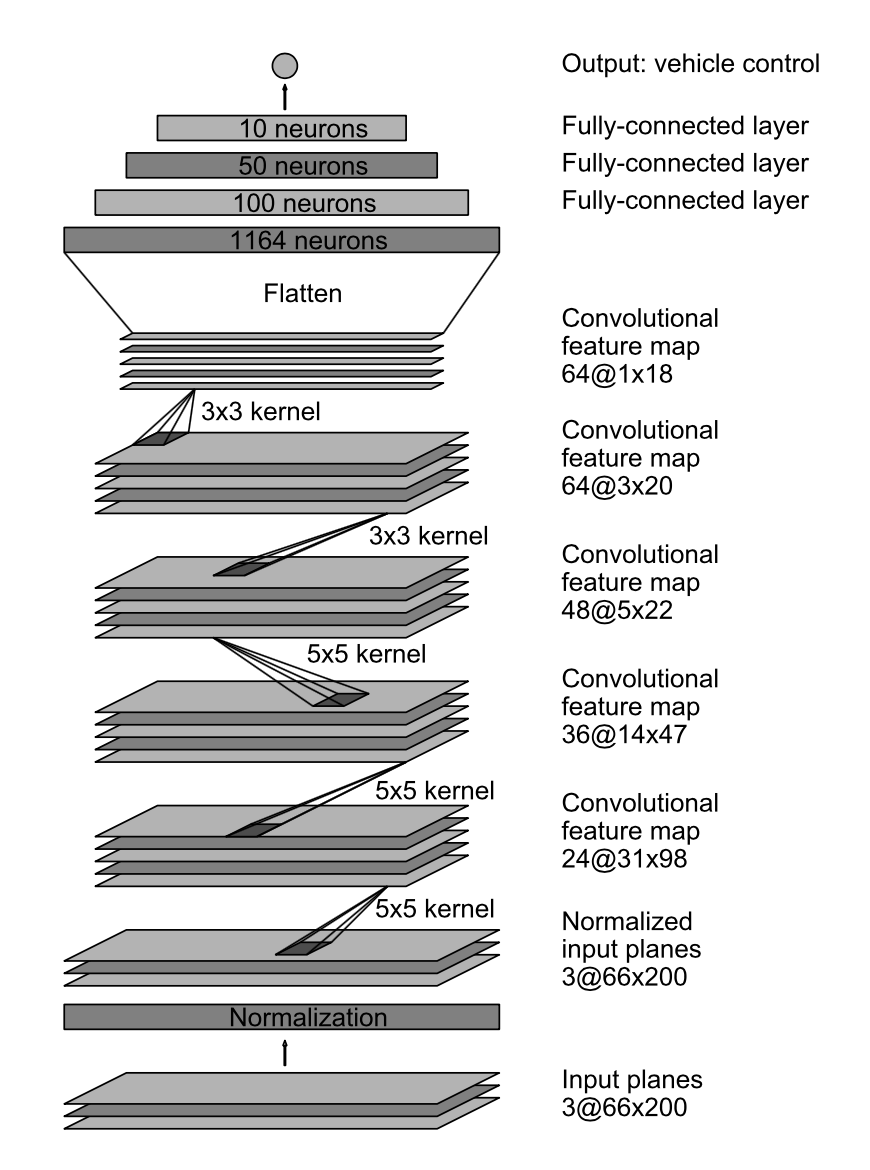 Output: vehicle control
10 neurons
Fully-connected layer
50 neurons
Fully-connected layer
100 neurons
Fully-connected layer
1164 neurons
Flatten
Convolutional
feature map
64@1x18
3x3 kernel
Convolutional
feature map
64@3x20
3x3 kernel
Convolutional
feature map
48@5x22
5x5 kernel
Convolutional
feature map
36@14x47
5x5 kernel
Convolutional
feature map
24@31x98
5x5 kernel
Normalized
input planes
3@66x200
Normalization
Input planes
3@66x200